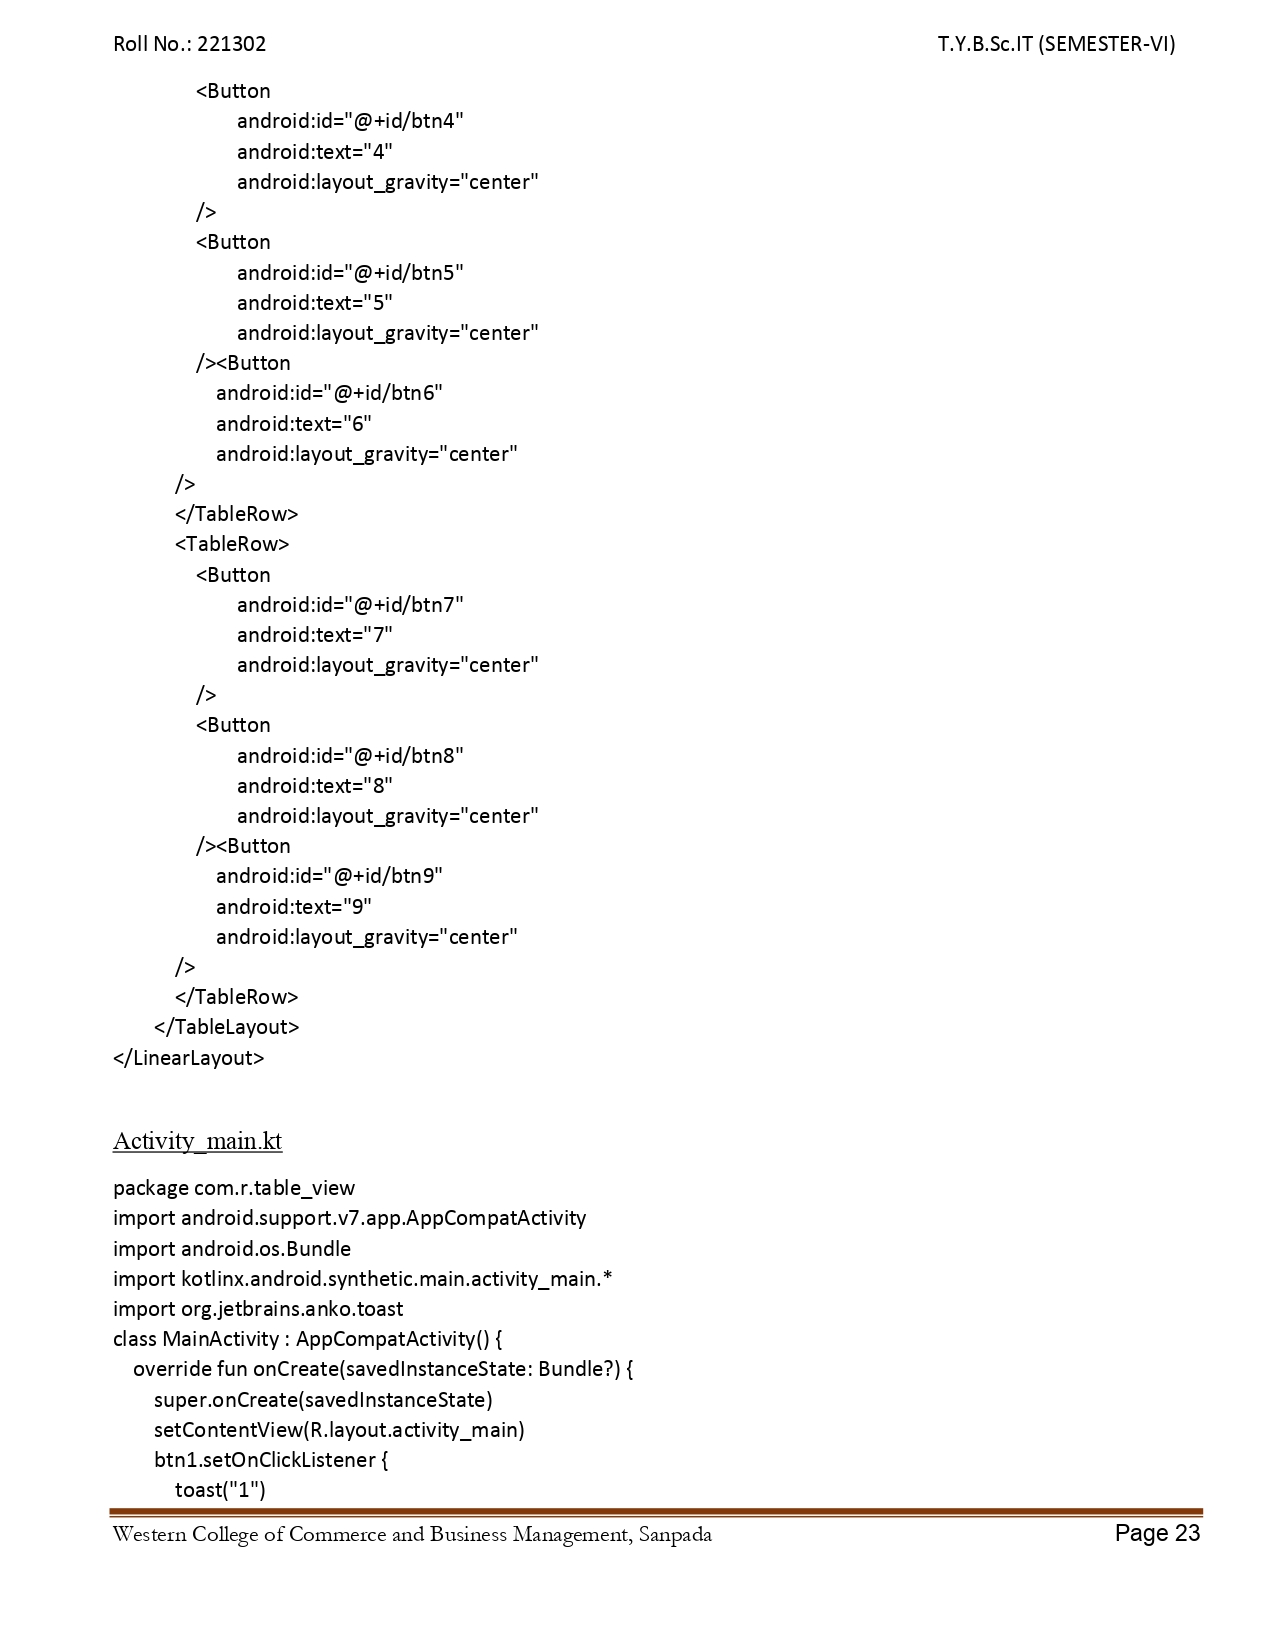 Roll No.: 221302 T.Y.B.Sc.IT (SEMESTER-VI)
<Button
android:id="@+id/btn4"
android:text="4"
android:layout_gravity="center"
/>
<Button
android:id="@+id/btn5"
android:text="5"
android:layout_gravity="center"
/><Button
android:id="@+id/btn6"
android:text="6"
android:layout_gravity="center"
/>
</TableRow>
<TableRow>
<Button
android:id="@+id/btn7"
android:text="7"
android:layout_gravity="center"
/>
<Button
android:id="@+id/btn8"
android:text="8"
android:layout_gravity="center"
/><Button
android:id="@+id/btn9"
android:text="9"
android:layout_gravity="center"
/>
</TableRow>
</TableLayout>
</LinearLayout>
Activity_main.kt
package com.r.table_view
import android.support.v7.app.AppCompatActivity
import android.os.Bundle
import kotlinx.android.synthetic.main.activity_main.*
import org.jetbrains.anko.toast
class MainActivity : AppCompatActivity() {
override fun onCreate(savedInstanceState: Bundle?) {
super.onCreate(savedInstanceState)
setContentView(R.layout.activity_main)
btn1.setOnClickListener {
toast("1")
Western College of Commerce and Business Management, Sanpada Page 23